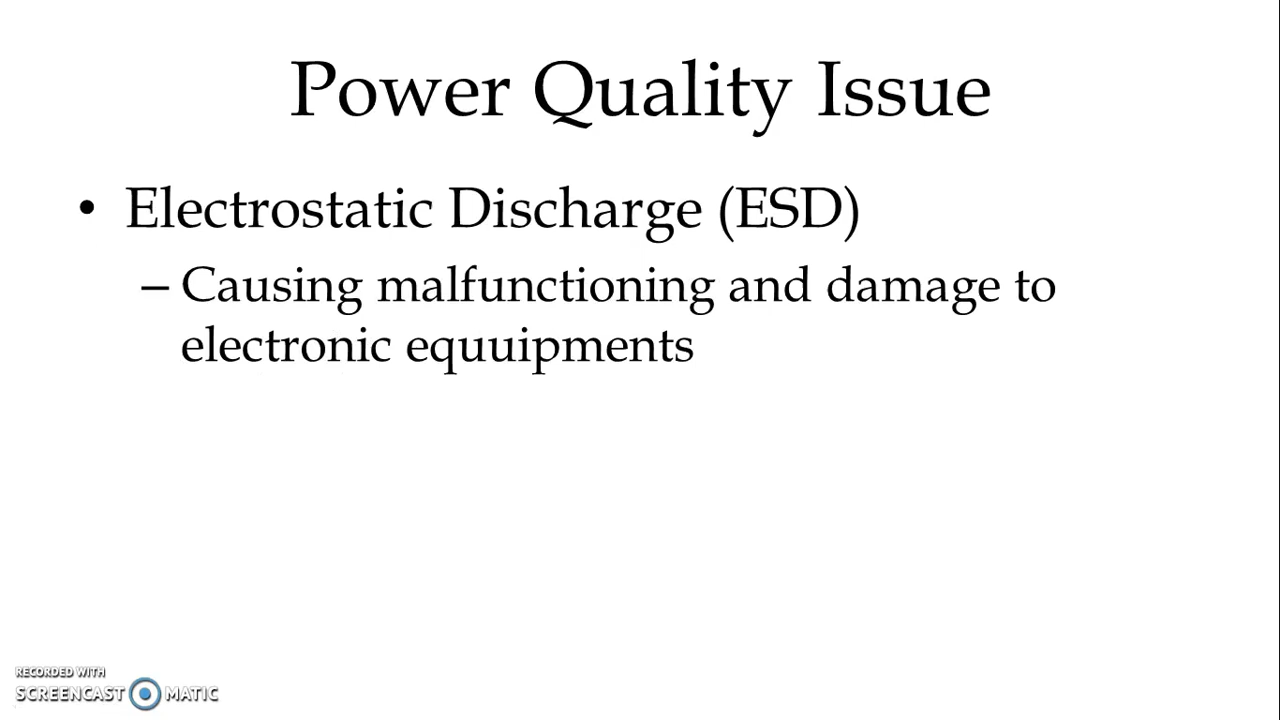 Power Quality Issue
• Electrostatic Discharge (ESD)
– Causing malfunctioning and damage to
electronic equuipments
RECORDED WITH
SCREENCAST MATIC